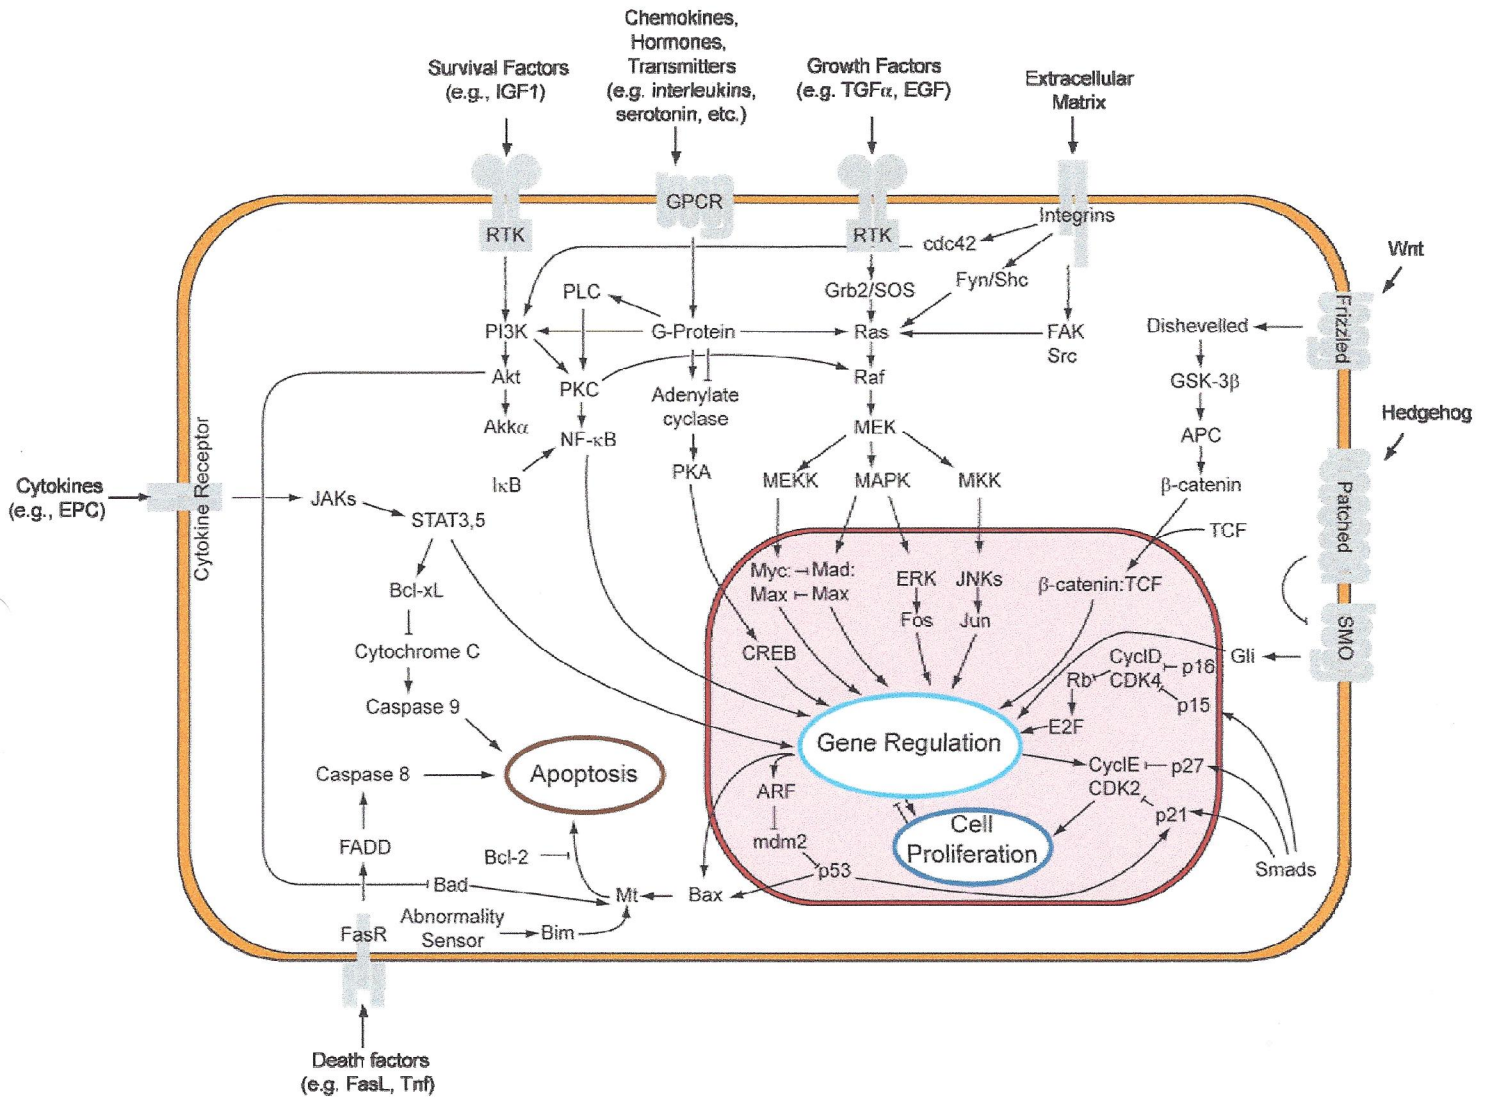 Chemokines,
Hormones,
Transmitters
(e.g. interleukins,
serotonin, etc.)
Survival Factors
(e.g., IGF1)
Growth Factors
(e.g. TGFα, EGF)
Extracellular
Matrix
GPCR
RTK
RTK
Integrins
cdc42
Fyn/Shc
Grb2/SOS
PLC
PI3K
G-Protein
Ras
FAK
Src
Akt
PKC
Raf
Adenylate
cyclase
Akkα
NF-κB
MEK
IκB
PKA
MEKK
MAPK
MKK
Wnt
Frizzled
Dishevelled
GSK-3β
APC
β-catenin
TCF
Hedgehog
Patched
SMO
Gli
Cytokines
(e.g., EPC)
Cytokine Receptor
JAKs
STAT3,5
Bcl-xL
Cytochrome C
Caspase 9
Caspase 8
Apoptosis
FADD
Bcl-2
Bad
Mt
Bax
Abnormality
Sensor
Bim
FasR
Death factors
(e.g. FasL, Tnf)
Myc:
Mad:
Max
Max
ERK
JNKs
Fos
Jun
β-catenin:TCF
CREB
CyclD
CDK4
p16
p15
Rb
E2F
Gene Regulation
CyclE
CDK2
p27
p21
ARF
mdm2
p53
Cell
Proliferation
Smads